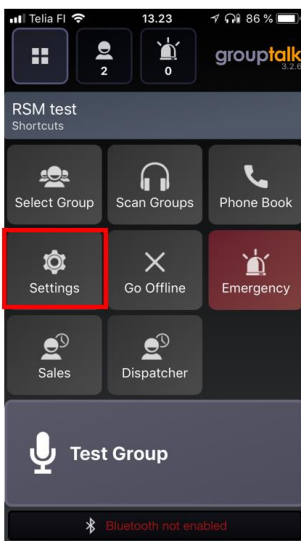 Telia FI 13.23 86 %
2 0 grouptalk
3.2.6
RSM test
Shortcuts
Select Group Scan Groups Phone Book
Settings Go Offline Emergency
Sales Dispatcher
Test Group
Bluetooth not enabled